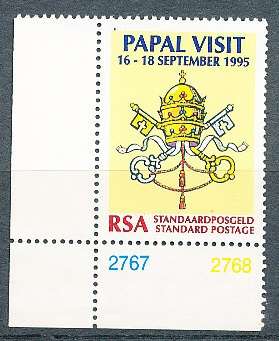 PAPAL VISIT
16 - 18 SEPTEMBER 1995
RSA STANDAARDPOSGELD
STANDARD POSTAGE
2767 2768